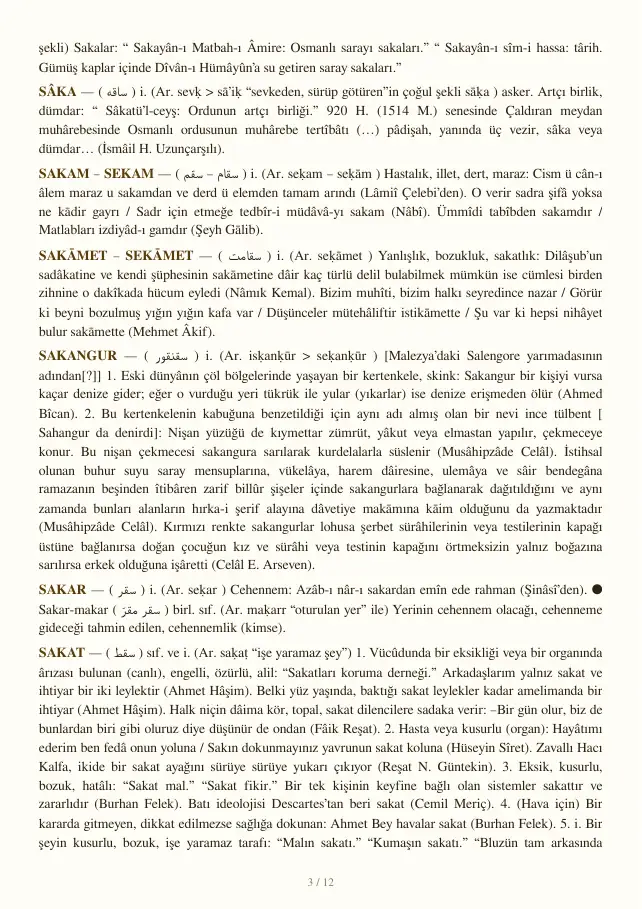 şekli) Sakalar: “ Sakayân-ı Matbah-ı Âmire: Osmanlı sarayı sakaları.” “ Sakayân-ı sîm-i hassa: târih.
Gümüş kaplar içinde Dîvân-ı Hümâyûn’a su getiren saray sakaları.”
SÂKA — ( ﺳﺎﻗﻪ ) i. (Ar. sevḳ > sā’iḳ “sevkeden, sürüp götüren”in çoğul şekli sāḳa ) asker. Artçı birlik,
dümdar: “ Sâkatü’l-ceyş: Ordunun artçı birliği.” 920 H. (1514 M.) senesinde Çaldıran meydan
muhârebesinde Osmanlı ordusunun muhârebe tertîbâtı (…) pâdişah, yanında üç vezir, sâka veya
dümdar… (İsmâil H. Uzunçarşılı).
SAKAM – SEKAM — ( سقام – سقم ) i. (Ar. seḳam – seḳām ) Hastalık, illet, dert, maraz: Cism ü cân-ı
âlem maraz u sakamdan ve derd ü elemden tamam arındı (Lâmiî Çelebi’den). O verir sadra şifâ yoksa
ne kādir gayrı / Sadr için etmeğe tedbîr-i müdâvâ-yı sakam (Nâbî). Ümmîdi tabîbden sakamdır /
Matlabları izdiyâd-ı gamdır (Şeyh Gālib).
SAKĀMET – SEKĀMET — ( سقامت ) i. (Ar. seḳāmet ) Yanlışlık, bozukluk, sakatlık: Dilâşub’un
sadâkatine ve kendi şüphesinin sakāmetine dâir kaç türlü delil bulabilmek mümkün ise cümlesi birden
zihnine o dakîkada hücum eyledi (Nâmık Kemal). Bizim muhîti, bizim halkı seyredince nazar / Görür
ki beyni bozulmuş yığın yığın kafa var / Düşünceler mütehâliftir istikāmette / Şu var ki hepsi nihâyet
bulur sakāmette (Mehmet Âkif).
SAKANGUR — ( سقنقور ) i. (Ar. isḳanḳūr > seḳanḳūr ) [Malezya’daki Salengore yarımadasının
adından[?]] 1. Eski dünyânın çöl bölgelerinde yaşayan bir kertenkele, skink: Sakangur bir kişiyi vursa
kaçar denize gider; eğer o vurduğu yeri tükrük ile yular (yıkarlar) ise denize erişmeden ölür (Ahmed
Bîcan). 2. Bu kertenkelenin kabuğuna benzetildiği için aynı adı almış olan bir nevi ince tülbent [
Sahangur da denirdi]: Nişan yüzüğü de kıymettar zümrüt, yâkut veya elmastan yapılır, çekmeceye
konur. Bu nişan çekmecesi sakangura sarılarak kurdelalarla süslenir (Musâhipzâde Celâl). İstihsal
olunan buhur suyu saray mensuplarına, vükelâya, harem dâiresine, ulemâya ve sâir bendegâna
ramazanın beşinden îtibâren zarif billûr şişeler içinde sakangurlara bağlanarak dağıtıldığını ve aynı
zamanda bunları alanların hırka-i şerif alayına dâvetiye makāmına kāim olduğunu da yazmaktadır
(Musâhipzâde Celâl). Kırmızı renkte sakangurlar lohusa şerbet sürâhilerinin veya testilerinin kapağı
üstüne bağlanırsa doğan çocuğun kız ve sürâhi veya testinin kapağını örtmeksizin yalnız boğazına
sarılırsa erkek olduğuna işâretti (Celâl E. Arseven).
SAKAR — ( سقر ) i. (Ar. seḳar ) Cehennem: Azâb-ı nâr-ı sakardan emîn ede rahman (Şinâsî’den). ●
Sakar-makar ( سقر مقرّ ) birl. sıf. (Ar. maḳarr “oturulan yer” ile) Yerinin cehennem olacağı, cehenneme
gideceği tahmin edilen, cehennemlik (kimse).
SAKAT — ( سقط ) sıf. ve i. (Ar. saḳaṭ “işe yaramaz şey”) 1. Vücûdunda bir eksikliği veya bir organında
ârızası bulunan (canlı), engelli, özürlü, alil: “Sakatları koruma derneği.” Arkadaşlarım yalnız sakat ve
ihtiyar bir iki leylektir (Ahmet Hâşim). Belki yüz yaşında, baktığı sakat leylekler kadar amelimanda bir
ihtiyar (Ahmet Hâşim). Halk niçin dâima kör, topal, sakat dilencilere sadaka verir: –Bir gün olur, biz de
bunlardan biri gibi oluruz diye düşünür de ondan (Fâik Reşat). 2. Hasta veya kusurlu (organ): Hayâtımı
ederim ben fedâ onun yoluna / Sakın dokunmayınız yavrunun sakat koluna (Hüseyin Sîret). Zavallı Hacı
Kalfa, ikide bir sakat ayağını sürüye sürüye yukarı çıkıyor (Reşat N. Güntekin). 3. Eksik, kusurlu,
bozuk, hatâlı: “Sakat mal.” “Sakat fikir.” Bir tek kişinin keyfine bağlı olan sistemler sakattır ve
zararlıdır (Burhan Felek). Batı ideolojisi Descartes’tan beri sakat (Cemil Meriç). 4. (Hava için) Bir
kararda gitmeyen, dikkat edilmezse sağlığa dokunan: Ahmet Bey havalar sakat (Burhan Felek). 5. i. Bir
şeyin kusurlu, bozuk, işe yaramaz tarafı: “Malın sakatı.” “Kumaşın sakatı.” “Bluzün tam arkasında
3 / 12